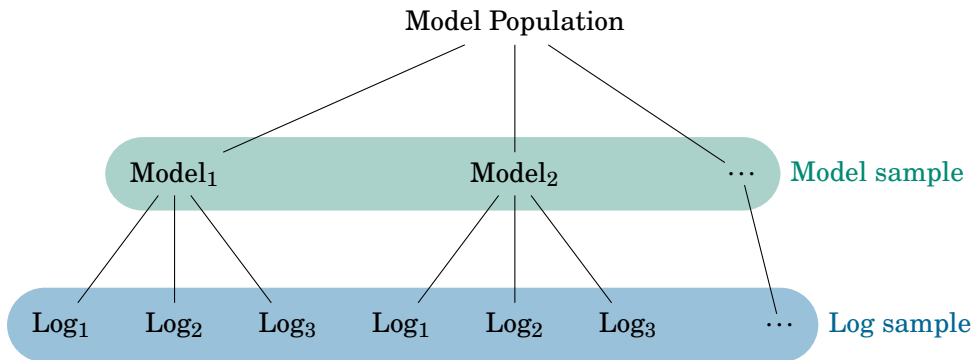 Model Population
Model₁ Model₂ ... Model sample
Log₁ Log₂ Log₃ Log₁ Log₂ Log₃ ... Log sample